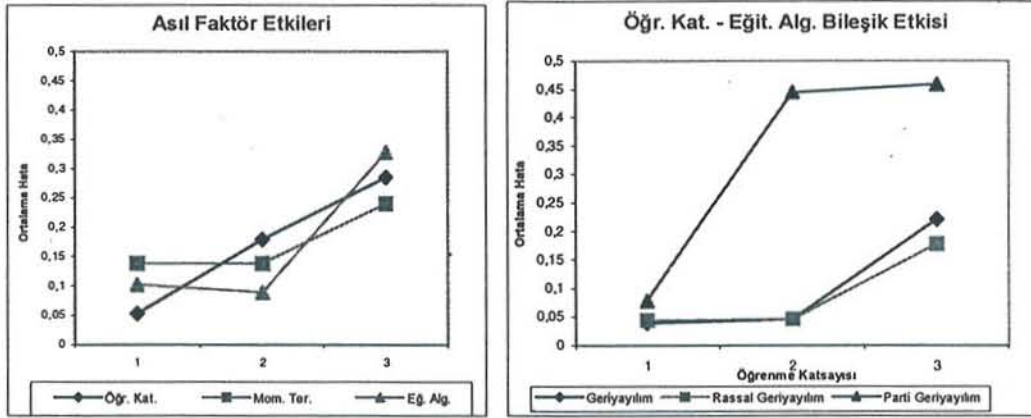 Asıl Faktör Etkileri
0,5
0,45
0,4
0,35
0,3
0,25
0,2
0,15
0,1
0,05
0
Ortalama Hata
1 2 3
Öğr. Kat. Mom. Ter. Eğ. Alg.
Öğr. Kat. - Eğit. Alg. Bileşik Etkisi
0,5
0,45
0,4
0,35
0,3
0,25
0,2
0,15
0,1
0,05
0
Ortalama Hata
1 2 3
Öğrenme Katsayısı
Geriyayılım Rassal Geriyayılım Parti Geriyayılım